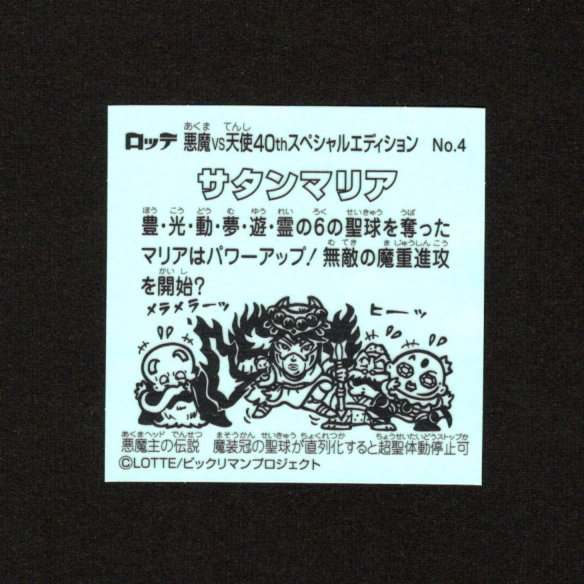 ロッテ 悪魔VS天使40thスペシャルエディション No.4
サタンマリア
豊・光・動・夢・遊・霊の6の聖球を奪った
マリアはパワーアップ!無敵の魔重進攻
を開始?
メラメラーッ ヒーッ
悪魔主の伝説 魔装冠の聖球が直列化すると超聖体動停止可
©LOTTE/ビックリマンプロジェクト